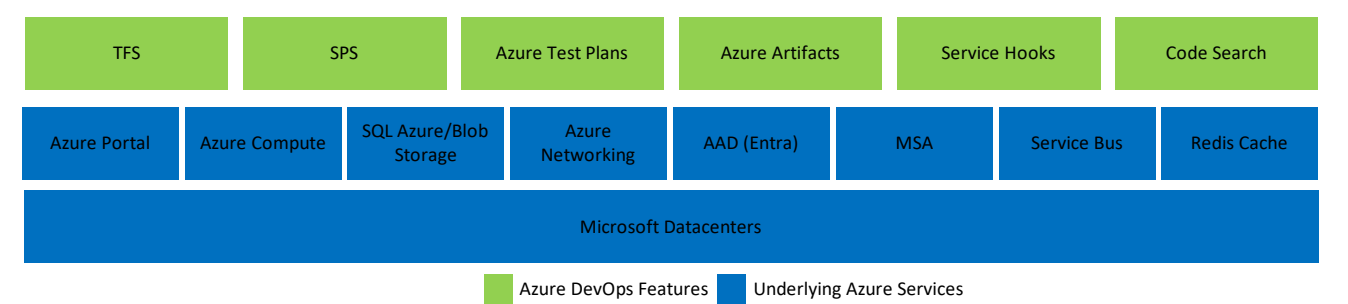 TFS
SPS
Azure Test Plans
Azure Artifacts
Service Hooks
Code Search
Azure Portal
Azure Compute
SQL Azure/Blob
Storage
Azure
Networking
AAD (Entra)
MSA
Service Bus
Redis Cache
Microsoft Datacenters
Azure DevOps Features
Underlying Azure Services